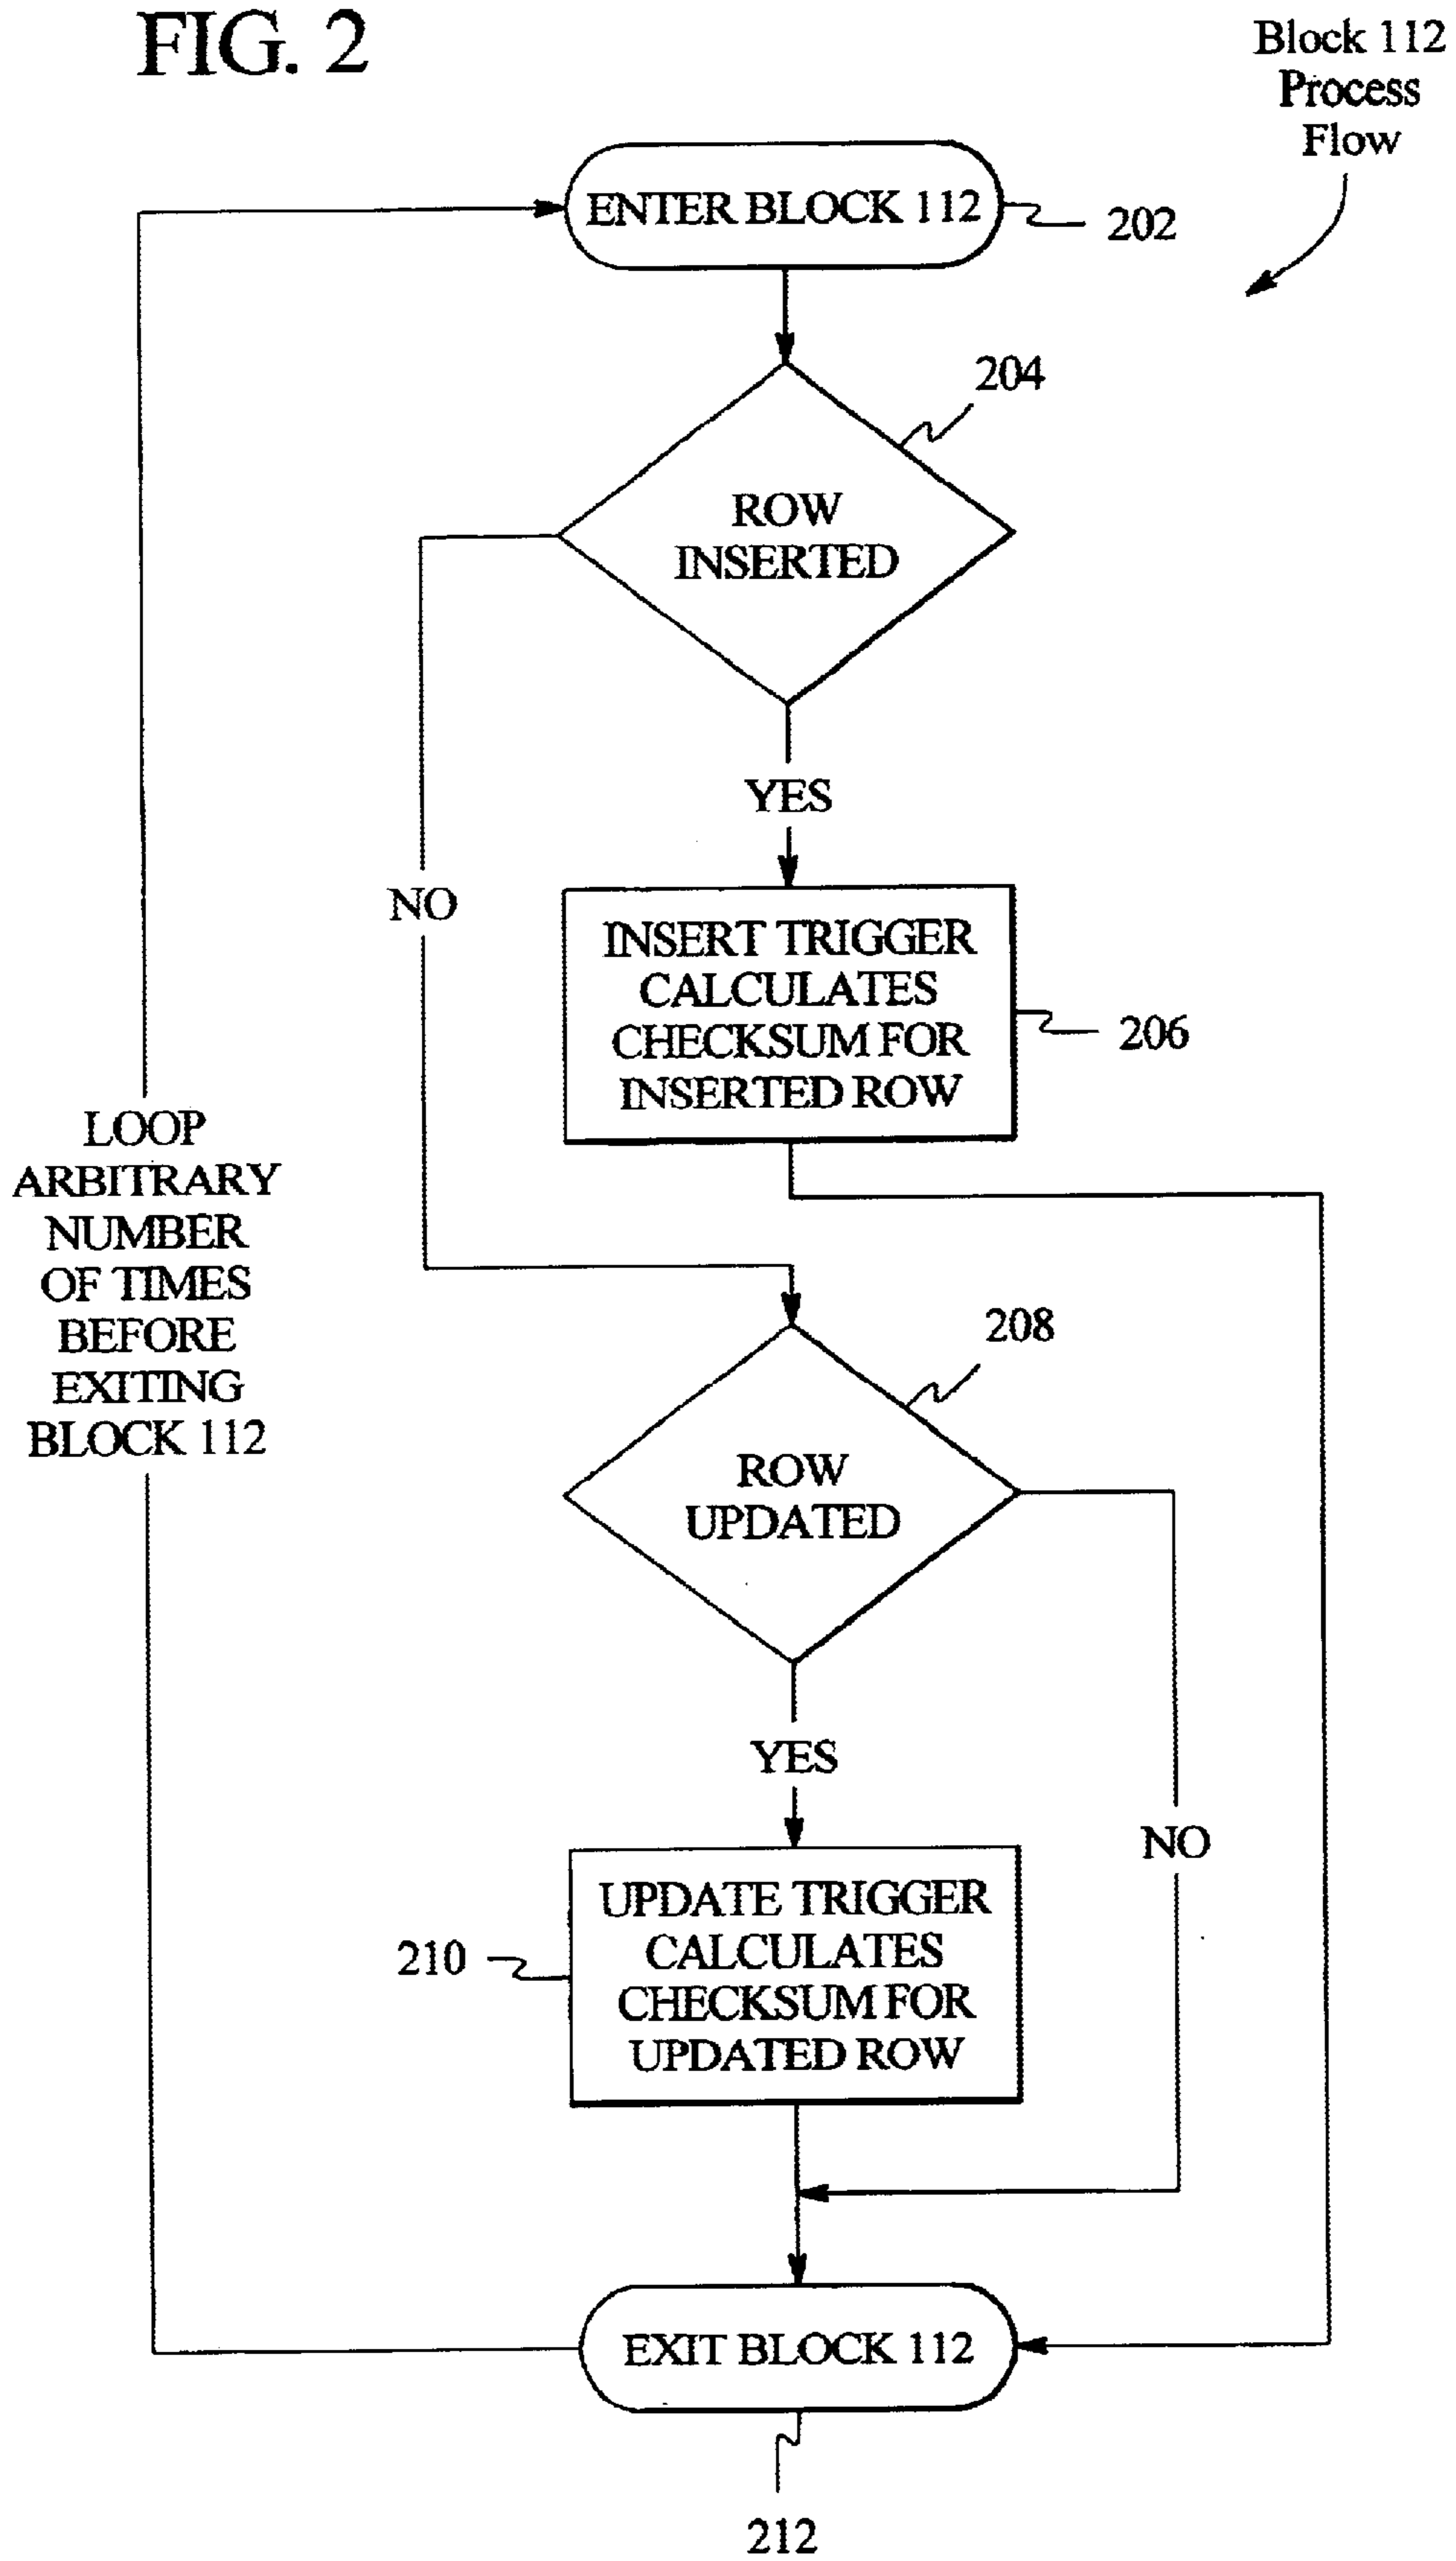 FIG. 2
Block 112
Process
Flow
ENTER BLOCK 112
202
204
ROW
INSERTED
YES
NO
INSERT TRIGGER
CALCULATES
CHECKSUM FOR
INSERTED ROW
206
LOOP
ARBITRARY
NUMBER
OF TIMES
BEFORE
EXITING
BLOCK 112
208
ROW
UPDATED
YES
NO
UPDATE TRIGGER
CALCULATES
CHECKSUM FOR
UPDATED ROW
210
EXIT BLOCK 112
212